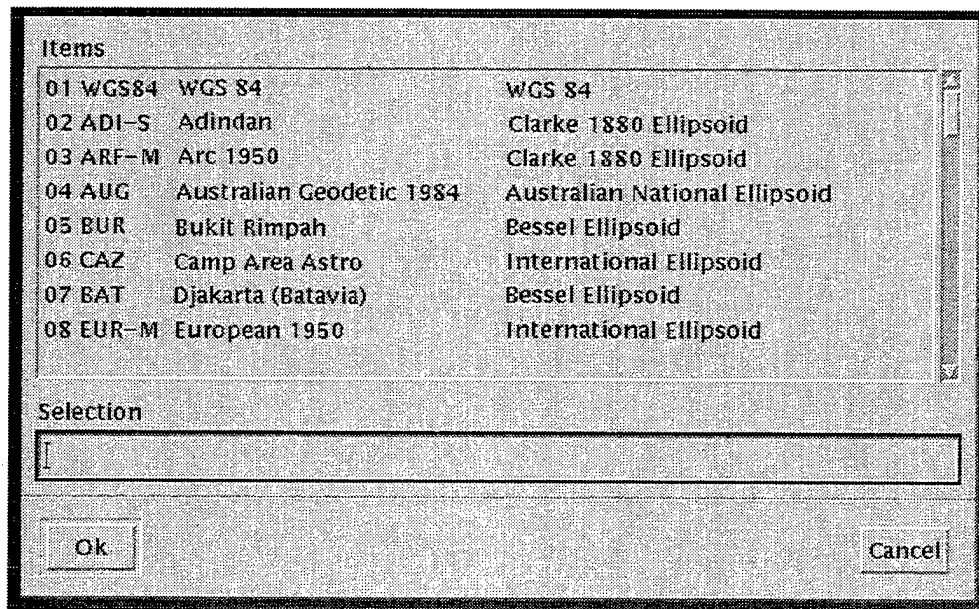 Items
01 WGS84 WGS 84 WGS 84
02 ADI-S Adindan Clarke 1880 Ellipsoid
03 ARF-M Arc 1950 Clarke 1880 Ellipsoid
04 AUG Australian Geodetic 1984 Australian National Ellipsoid
05 BUR Bukit Rimpah Bessel Ellipsoid
06 CAZ Camp Area Astro International Ellipsoid
07 BAT Djakarta (Batavia) Bessel Ellipsoid
08 EUR-M European 1950 International Ellipsoid
Selection
Ok Cancel